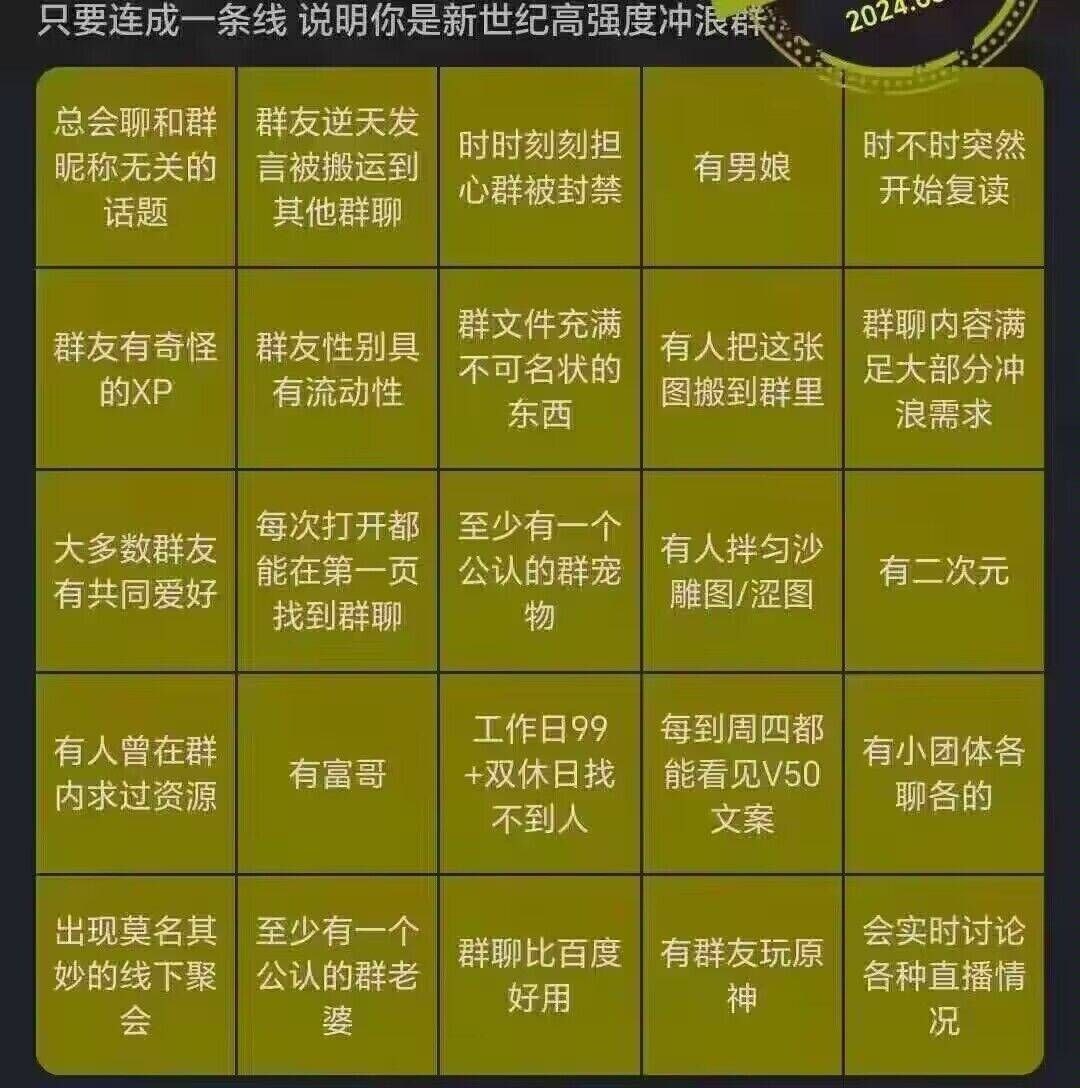 只要连成一条线 说明你是新世纪高强度冲浪群
总会聊和群
昵称无关的
话题
群友逆天发
言被搬运到
其他群聊
时时刻刻担
心群被封禁
有男娘
时不时突然
开始复读
群友有奇怪
的XP
群友性别具
有流动性
群文件充满
不可名状的
东西
有人把这张
图搬到群里
群聊内容满
足大部分冲
浪需求
大多数群友
有共同爱好
每次打开都
能在第一页
找到群聊
至少有一个
公认的群宠
物
有人拌匀沙
雕图/涩图
有二次元
有人曾在群
内求过资源
有富哥
工作日99
+双休日找
不到人
每到周四都
能看见V50
文案
有小团体各
聊各的
出现莫名其
妙的线下聚
会
至少有一个
公认的群老
婆
群聊比百度
好用
有群友玩原
神
会实时讨论
各种直播情
况